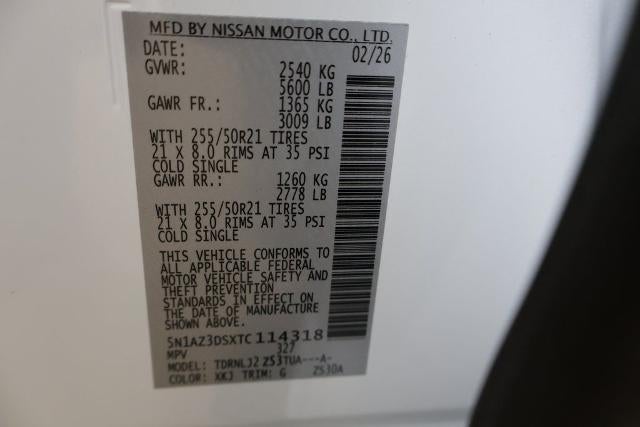 MFD BY NISSAN MOTOR CO., LTD.
DATE: 02/26
GVWR: 2540 KG
5600 LB
GAWR FR.: 1365 KG
3009 LB
WITH 255/50R21 TIRES
21 X 8.0 RIMS AT 35 PSI
COLD SINGLE
GAWR RR.: 1260 KG
2778 LB
WITH 255/50R21 TIRES
21 X 8.0 RIMS AT 35 PSI
COLD SINGLE
THIS VEHICLE CONFORMS TO
ALL APPLICABLE FEDERAL
MOTOR VEHICLE SAFETY AND
THEFT PREVENTION
STANDARDS IN EFFECT ON
THE DATE OF MANUFACTURE
SHOWN ABOVE.
5N1AZ3DSXTC114318
MPV 327
MODEL: TDRNLJ2 ZS3TUA---A-
COLOR: XKJ TRIM: G ZS30A